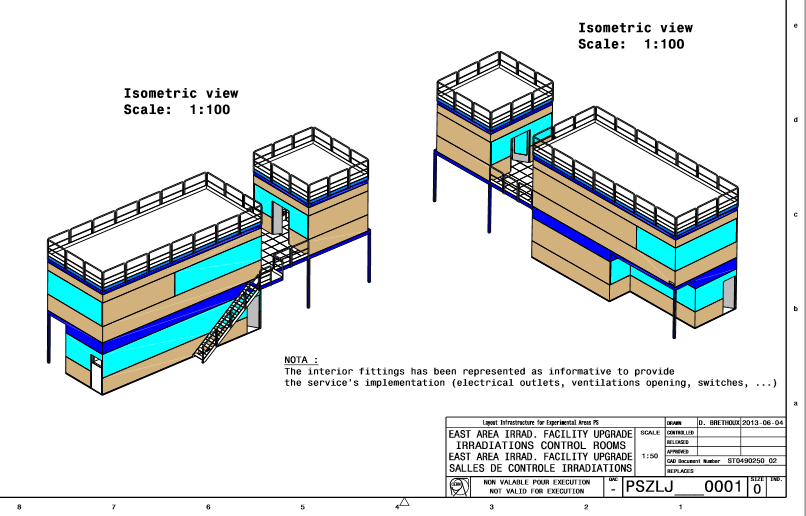 Isometric view
Scale: 1:100
Isometric view
Scale: 1:100
e
d
c
b
a
NOTA :
The interior fittings has been represented as informative to provide
the service's implementation (electrical outlets, ventilations opening, switches, ...)
Layout Infrastructure for Experimental Areas PS
EAST AREA IRRAD. FACILITY UPGRADE
IRRADIATIONS CONTROL ROOMS
EAST AREA IRRAD. FACILITY UPGRADE
SALLES DE CONTROLE IRRADIATIONS
SCALE
1:50
DRAWN D. BRETHOUX 2013-06-04
CONTROLLED
RELEASED
APPROVED
CAD Document Number ST0490250_02
REPLACES
CERN
NON VALABLE POUR EXECUTION
NOT VALID FOR EXECUTION
QAC
-
PSZLJ____0001
SIZE
0
IND.
8 7 6 5 4 3 2 1